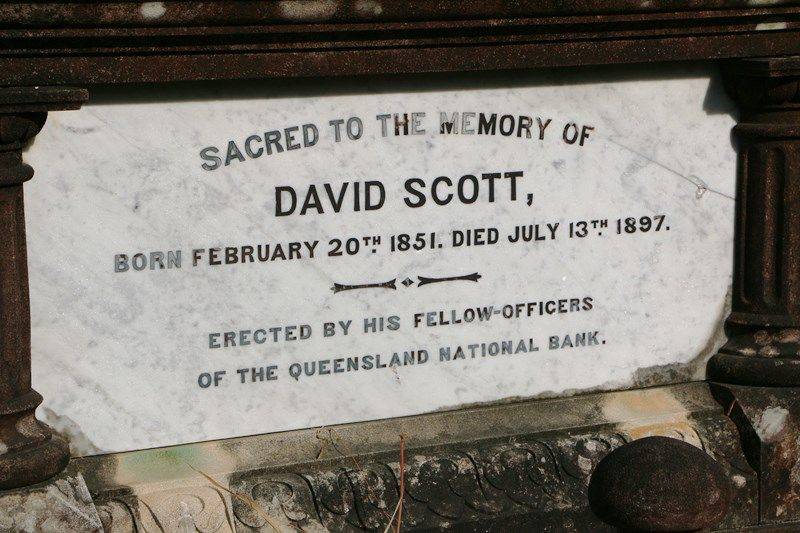 SACRED TO THE MEMORY OF
DAVID SCOTT,
BORN FEBRUARY 20TH. 1851. DIED JULY 13TH. 1897.
ERECTED BY HIS FELLOW-OFFICERS
OF THE QUEENSLAND NATIONAL BANK.